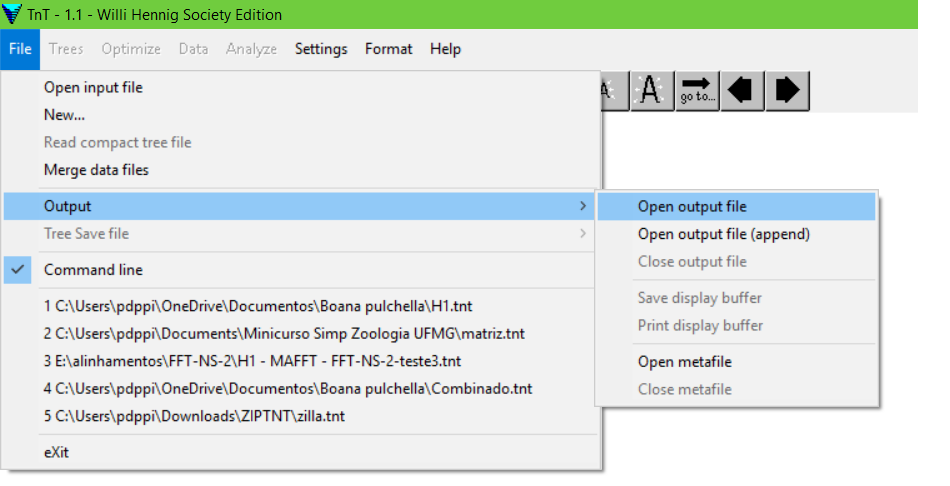 TnT - 1.1 - Willi Hennig Society Edition
File Trees Optimize Data Analyze Settings Format Help
A A go to...
Open input file
New...
Read compact tree file
Merge data files
Output
Tree Save file
Command line
1 C:\Users\pdppi\OneDrive\Documentos\Boana pulchella\H1.tnt
2 C:\Users\pdppi\Documents\Minicurso Simp Zoologia UFMG\matriz.tnt
3 E:\alinhamentos\FFT-NS-2\H1 - MAFFT - FFT-NS-2-teste3.tnt
4 C:\Users\pdppi\OneDrive\Documentos\Boana pulchella\Combinado.tnt
5 C:\Users\pdppi\Downloads\ZIPTNT\zilla.tnt
eXit
Open output file
Open output file (append)
Close output file
Save display buffer
Print display buffer
Open metafile
Close metafile